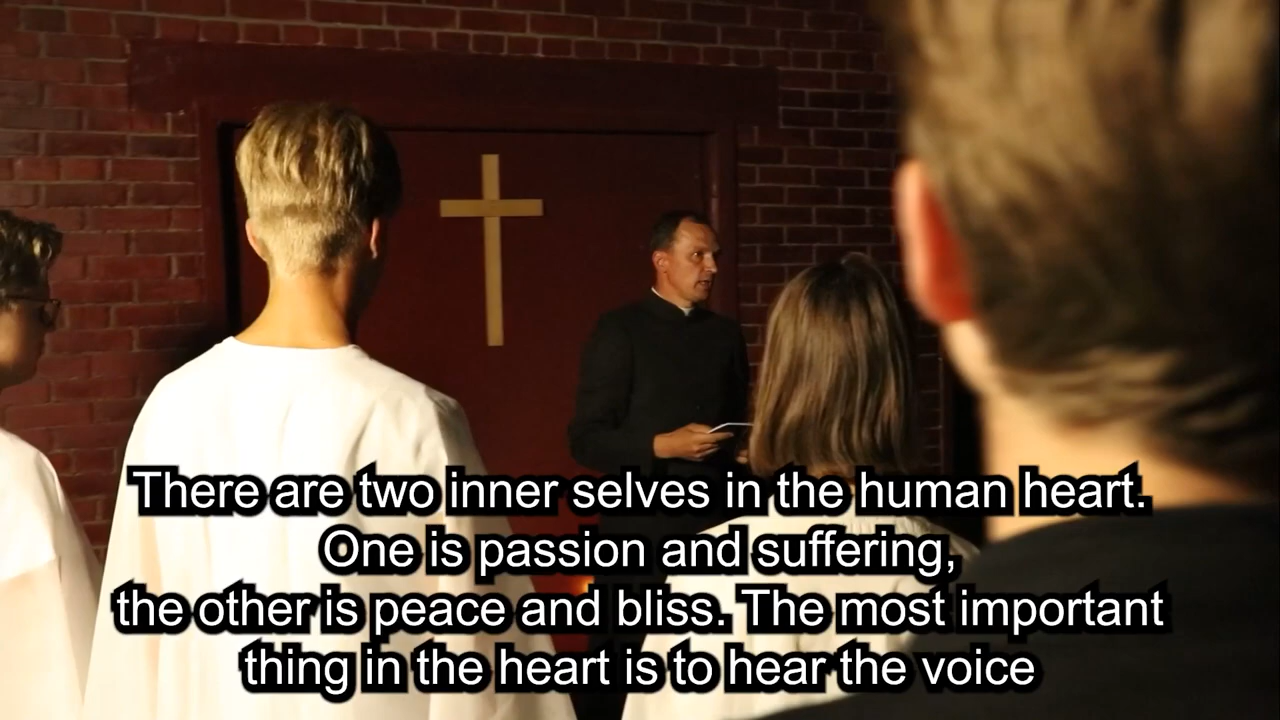 There are two inner selves in the human heart.
One is passion and suffering,
the other is peace and bliss. The most important
thing in the heart is to hear the voice